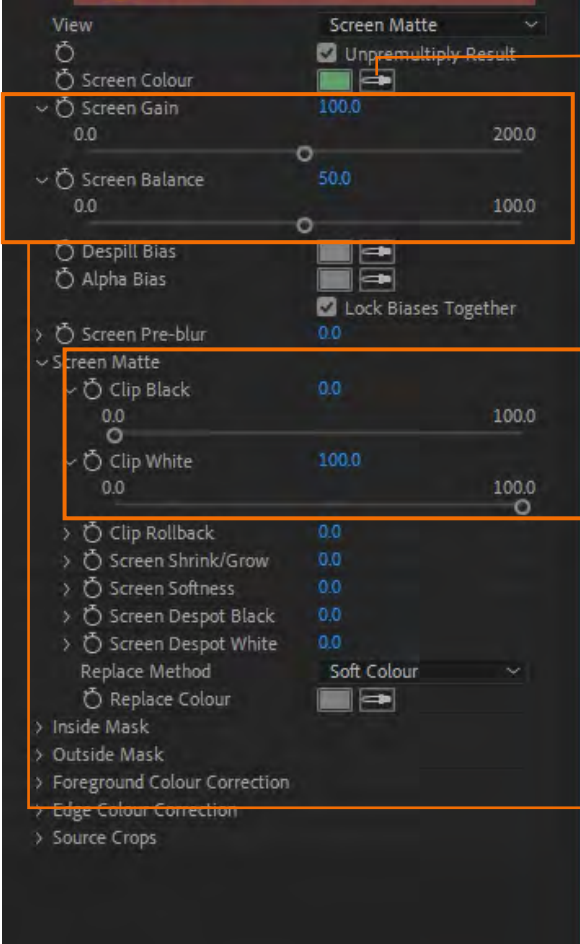 View Screen Matte
Unpremultiply Result
Screen Colour
Screen Gain 100.0
0.0 200.0
Screen Balance 50.0
0.0 100.0
Despill Bias
Alpha Bias
Lock Biases Together
Screen Pre-blur 0.0
Screen Matte
Clip Black 0.0
0.0 100.0
Clip White 100.0
0.0 100.0
Clip Rollback 0.0
Screen Shrink/Grow 0.0
Screen Softness 0.0
Screen Despot Black 0.0
Screen Despot White 0.0
Replace Method Soft Colour
Replace Colour
Inside Mask
Outside Mask
Foreground Colour Correction
Edge Colour Correction
Source Crops